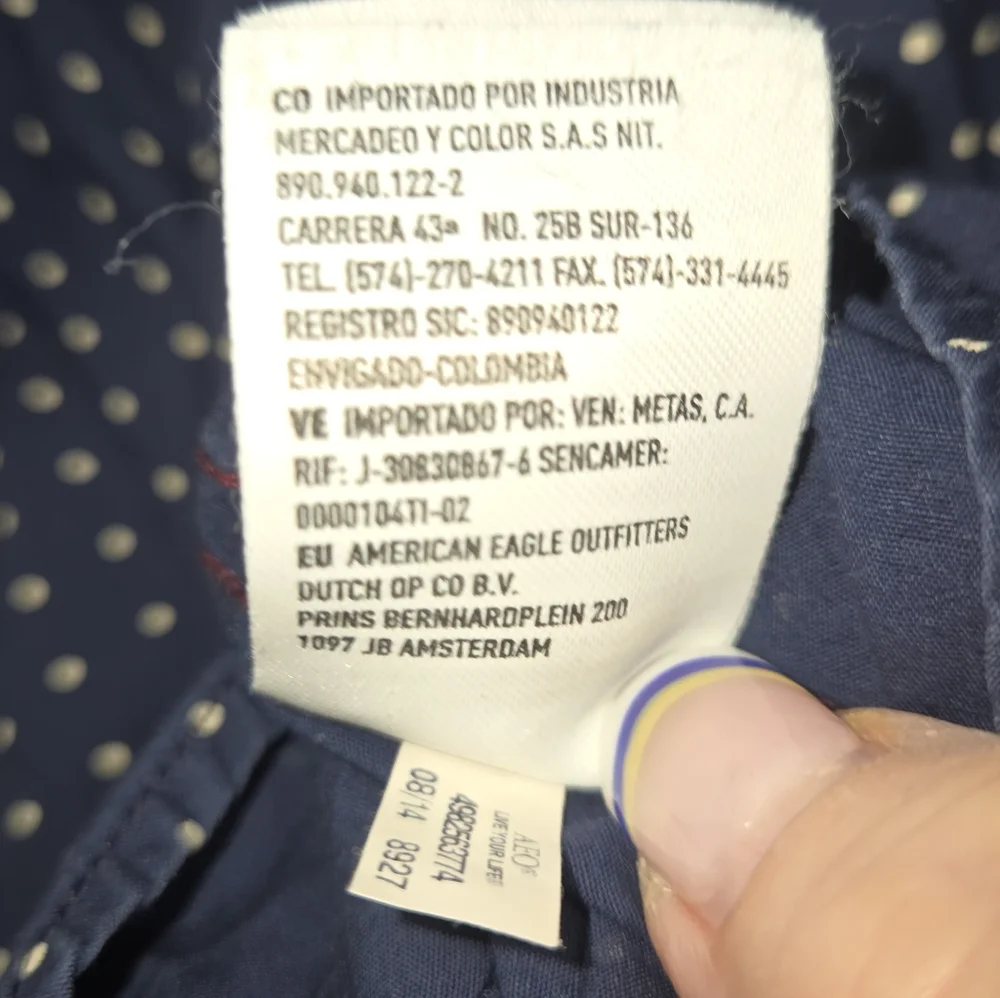 CO IMPORTADO POR INDUSTRIA
MERCADEO Y COLOR S.A.S NIT.
890.940.122-2
CARRERA 43a NO. 25B SUR-136
TEL. (574)-270-4211 FAX. (574)-331-4445
REGISTRO SIC: 890940122
ENVIGADO-COLOMBIA
VE IMPORTADO POR: VEN: METAS, C.A.
RIF: J-30830867-6 SENCAMER:
0000104TI-02
EU AMERICAN EAGLE OUTFITTERS
DUTCH OP CO B.V.
PRINS BERNHARDPLEIN 200
1097 JB AMSTERDAM
AEO
LIVE YOUR LIFE
4982563774
08/14 8927